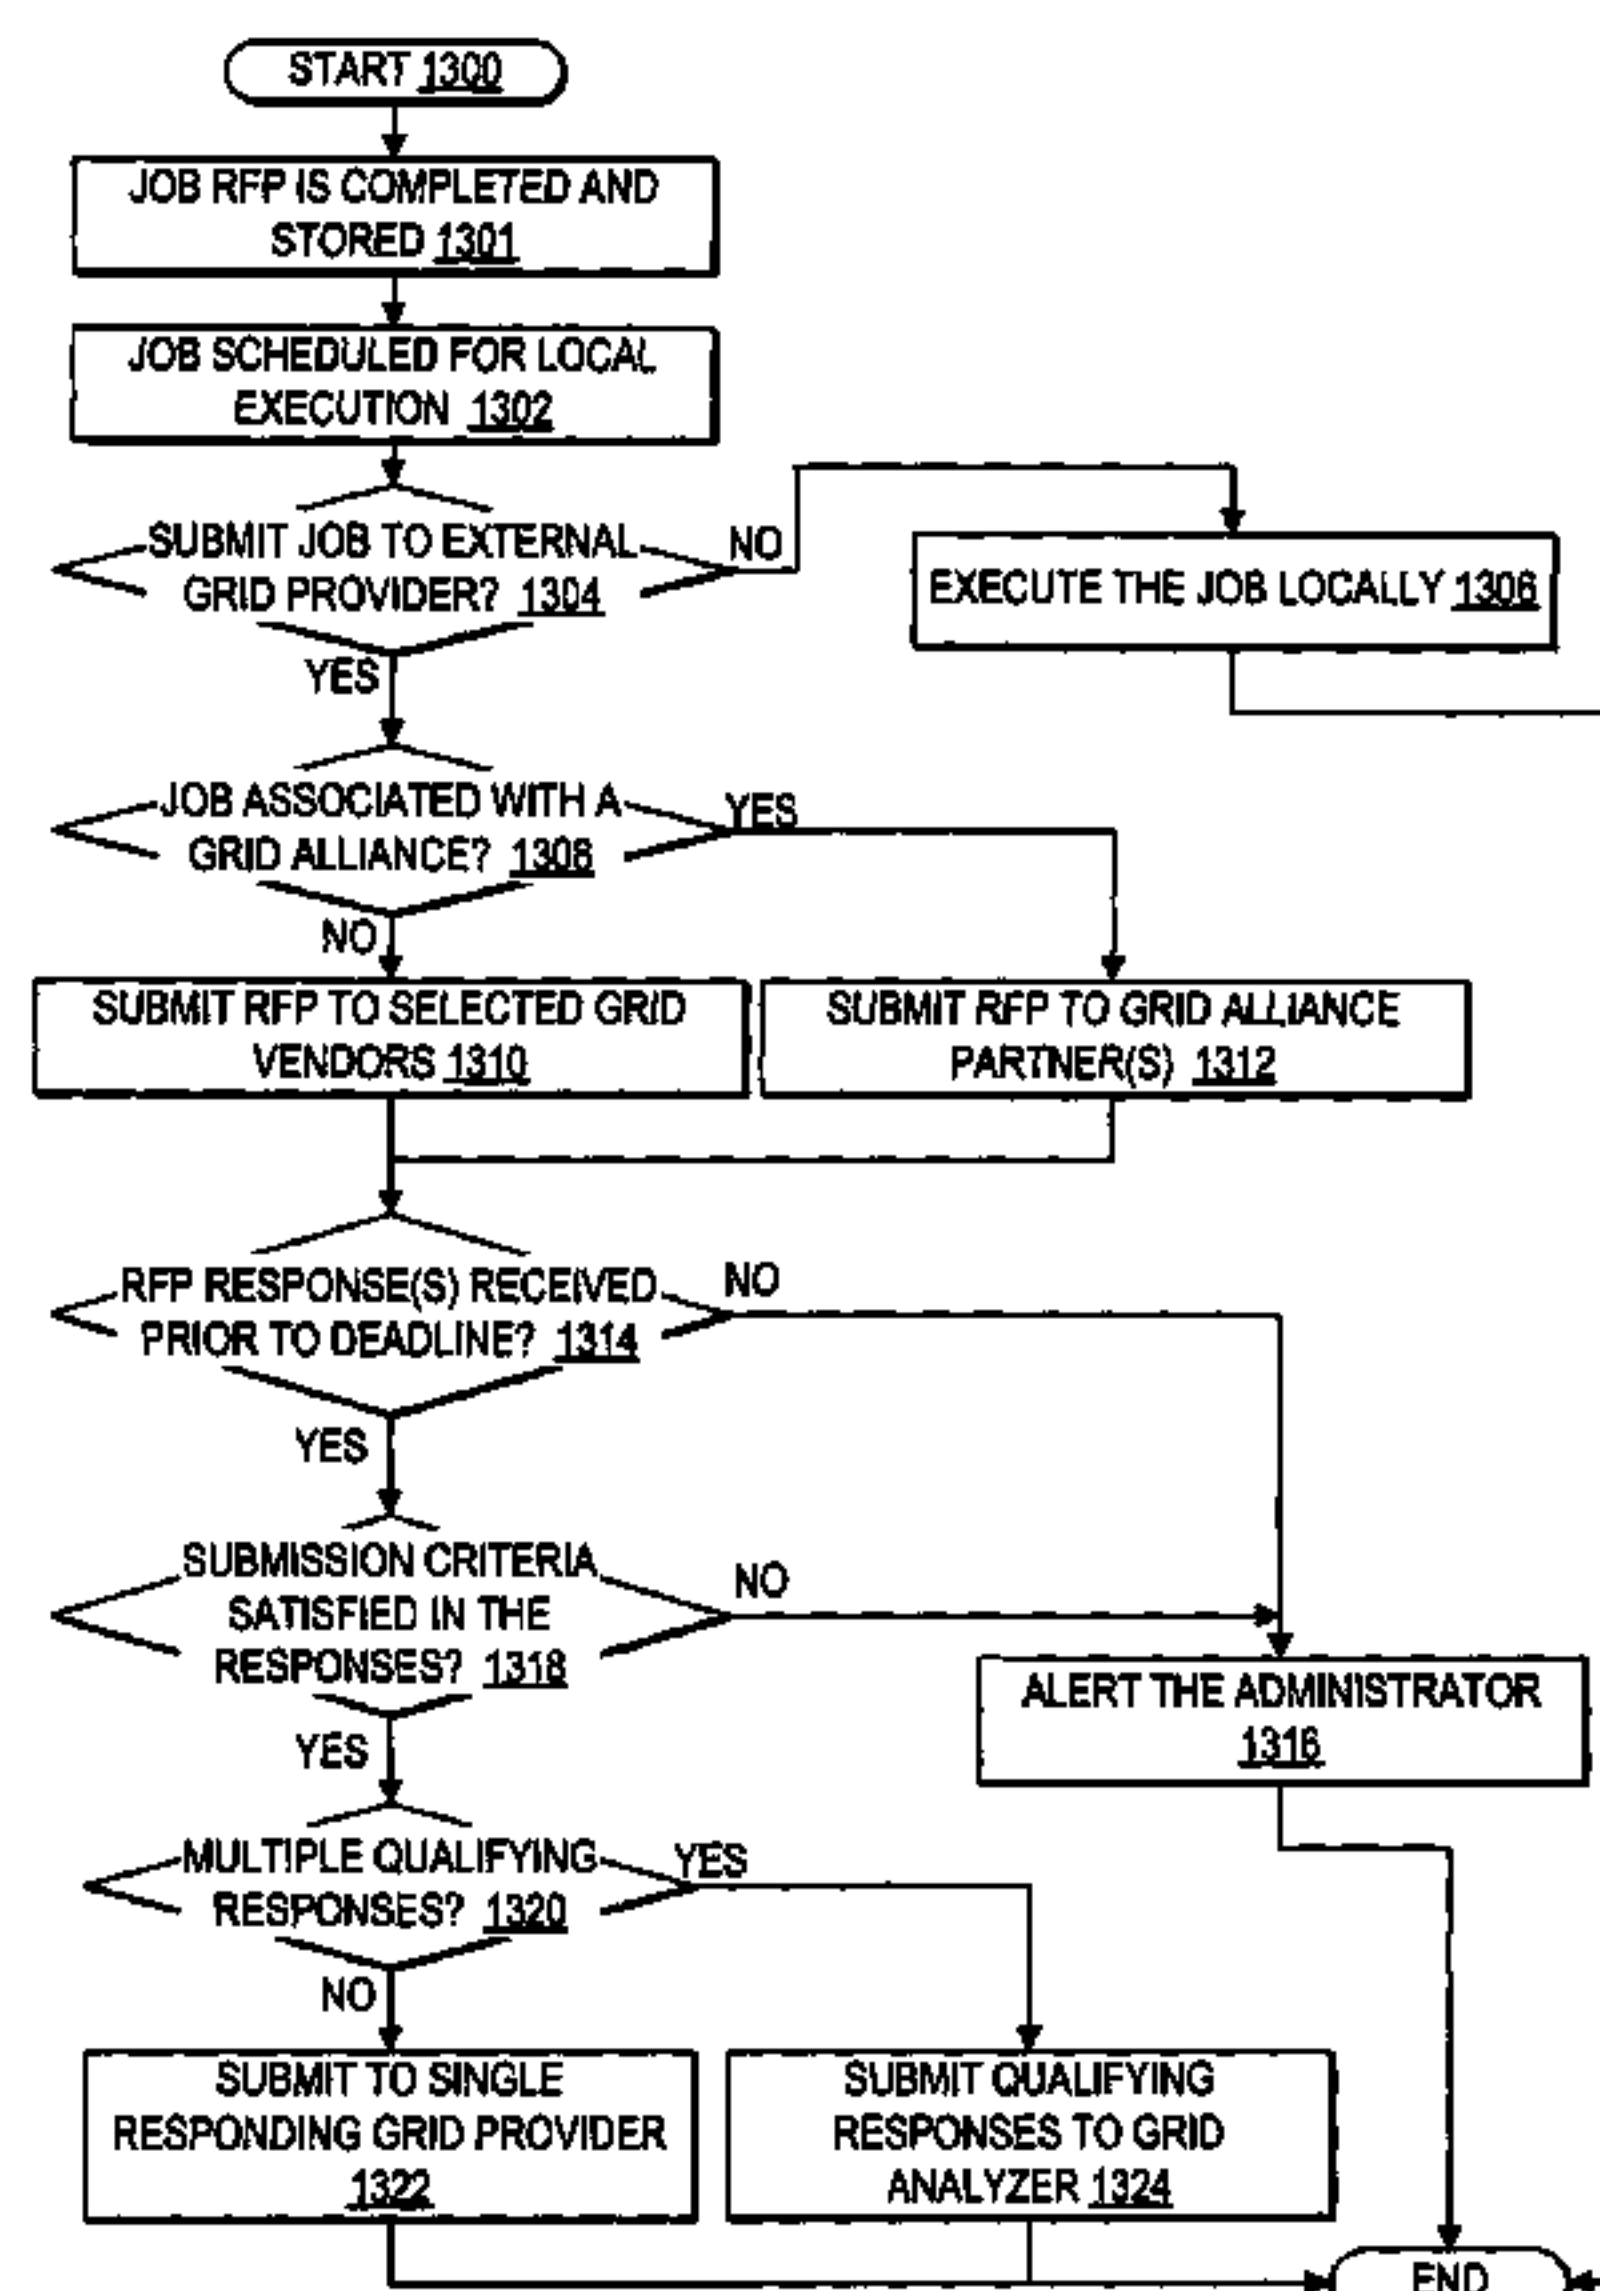 START 1300
JOB RFP IS COMPLETED AND
STORED 1301
JOB SCHEDULED FOR LOCAL
EXECUTION 1302
SUBMIT JOB TO EXTERNAL
GRID PROVIDER? 1304
NO
EXECUTE THE JOB LOCALLY 1306
YES
JOB ASSOCIATED WITH A
GRID ALLIANCE? 1308
YES
NO
SUBMIT RFP TO SELECTED GRID
VENDORS 1310
SUBMIT RFP TO GRID ALLIANCE
PARTNER(S) 1312
RFP RESPONSE(S) RECEIVED
PRIOR TO DEADLINE? 1314
NO
YES
SUBMISSION CRITERIA
SATISFIED IN THE
RESPONSES? 1318
NO
ALERT THE ADMINISTRATOR
1316
YES
MULTIPLE QUALIFYING
RESPONSES? 1320
YES
NO
SUBMIT TO SINGLE
RESPONDING GRID PROVIDER
1322
SUBMIT QUALIFYING
RESPONSES TO GRID
ANALYZER 1324
END